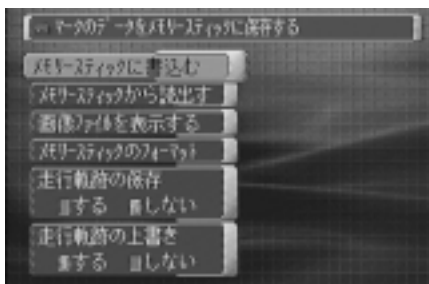 マークのデータをメモリースティックに保存する
メモリースティックに書込む
メモリースティックから読出す
画像ファイルを表示する
メモリースティックのフォーマット
走行軌跡の保存
する しない
走行軌跡の上書き
する しない